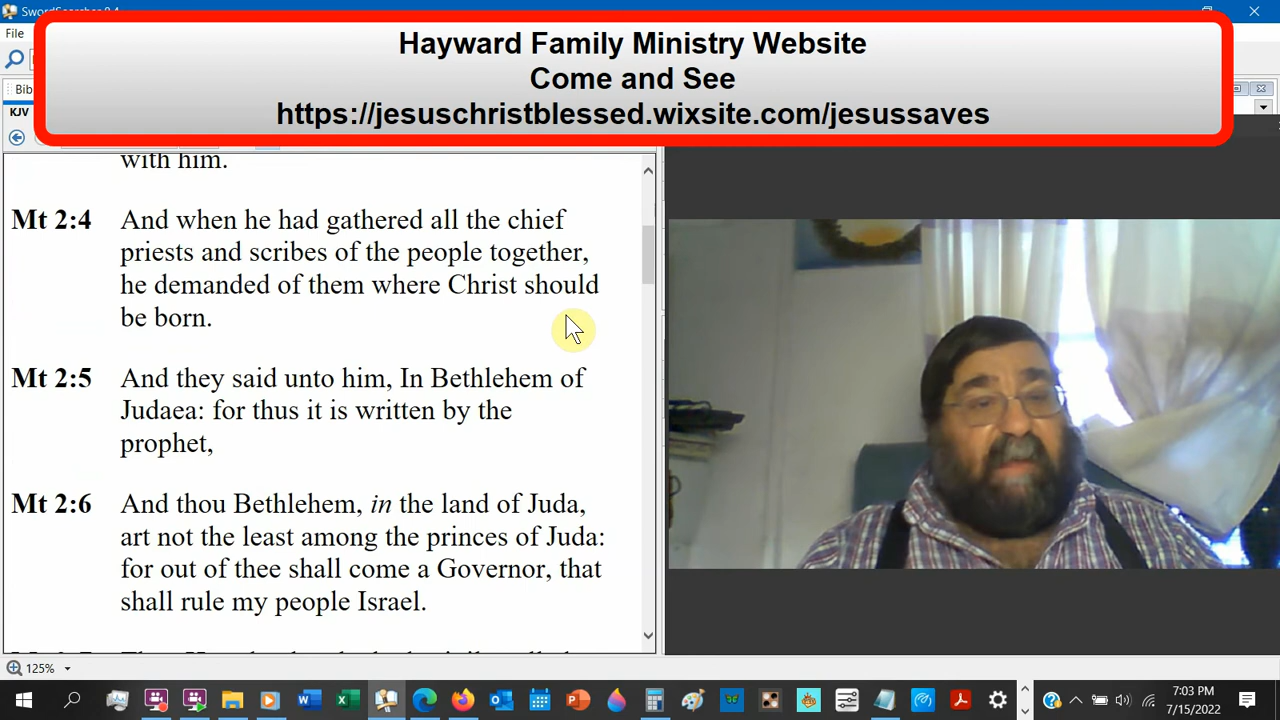 SwordSearcher 8.4
File
Hayward Family Ministry Website
Come and See
https://jesuschristblessed.wixsite.com/jesussaves
Bib
KJV
with him.
Mt 2:4 And when he had gathered all the chief
priests and scribes of the people together,
he demanded of them where Christ should
be born.
Mt 2:5 And they said unto him, In Bethlehem of
Judaea: for thus it is written by the
prophet,
Mt 2:6 And thou Bethlehem, in the land of Juda,
art not the least among the princes of Juda:
for out of thee shall come a Governor, that
shall rule my people Israel.
125%
7:03 PM
7/15/2022